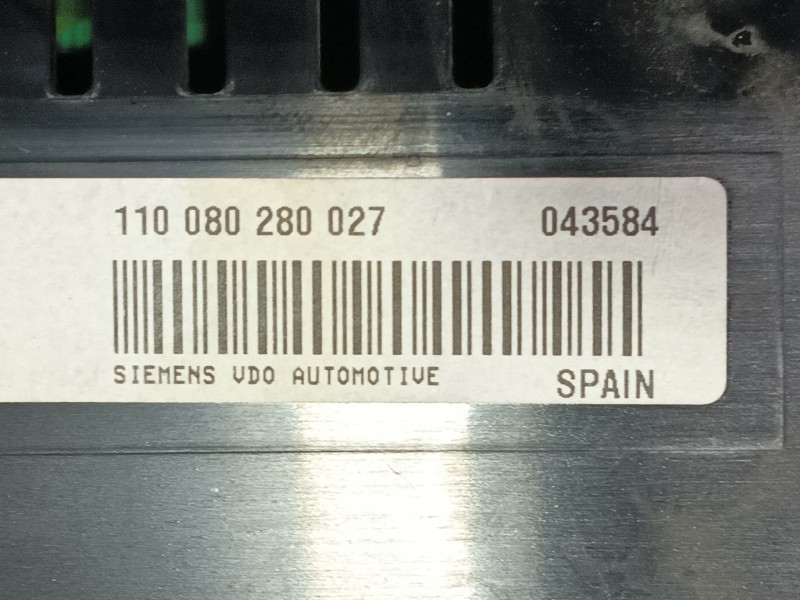 110 080 280 027 043584
SIEMENS VDO AUTOMOTIVE SPAIN